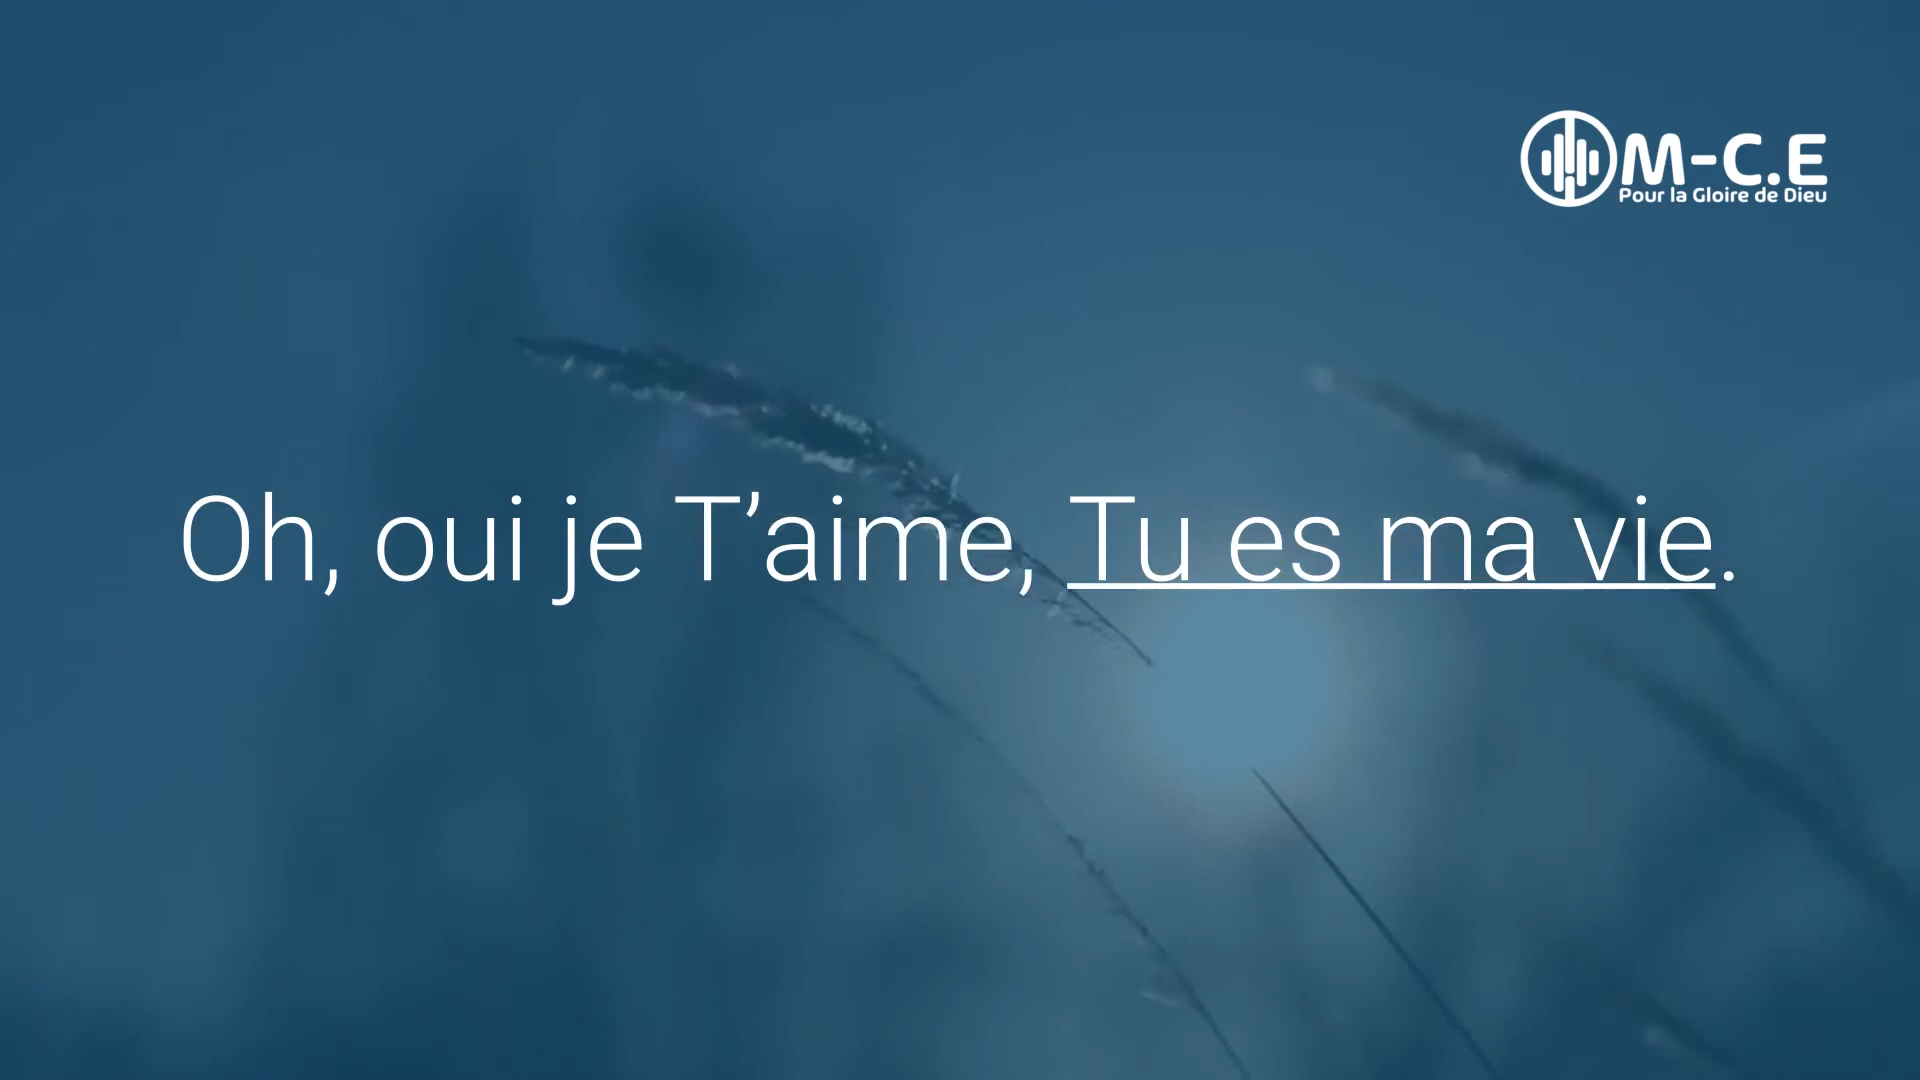 M-C.E
Pour la Gloire de Dieu
Oh, oui je T’aime, Tu es ma vie.